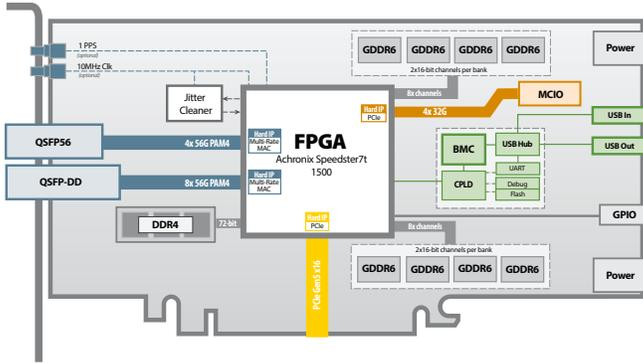 1 PPS
(optional)
10MHz Clk
(optional)
Jitter
Cleaner
GDDR6 GDDR6 GDDR6 GDDR6
2x16-bit channels per bank
8x channels
Power
MCIO
4x 32G
Hard IP
PCIe
USB In
USB Out
QSFP56
4x 56G PAM4
Hard IP
Multi-Rate
MAC
FPGA
Achronix Speedster7t
1500
BMC
USB Hub
UART
CPLD
Debug
Flash
QSFP-DD
8x 56G PAM4
Hard IP
Multi-Rate
MAC
DDR4
72-bit
Hard IP
PCIe
PCIe Gen5 x16
GPIO
8x channels
2x16-bit channels per bank
GDDR6 GDDR6 GDDR6 GDDR6
Power